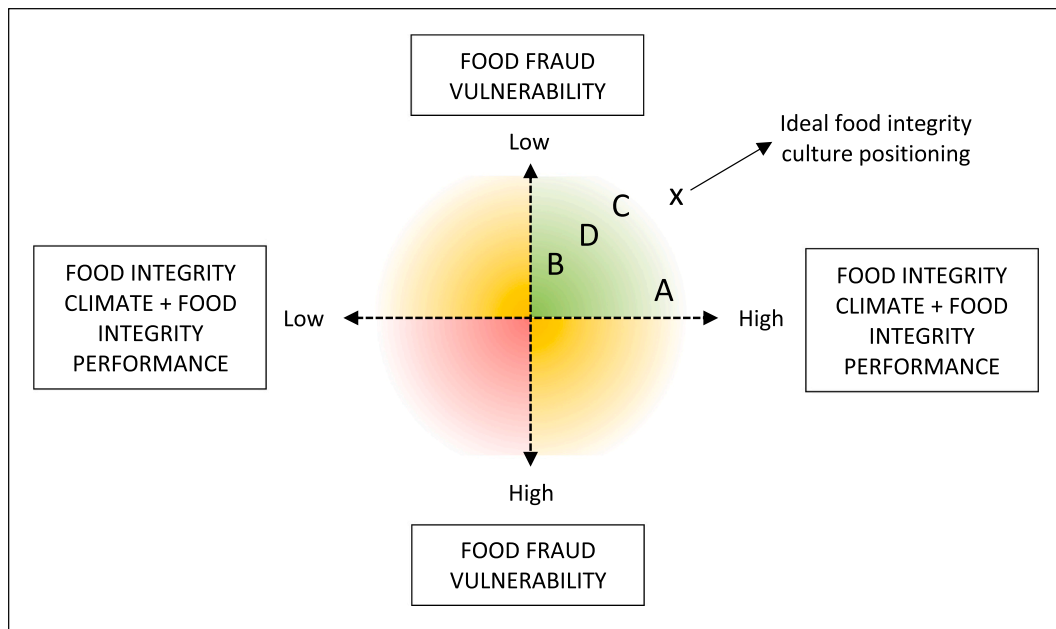 FOOD FRAUD
VULNERABILITY
Low
Ideal food integrity
culture positioning
x
C
D
B
A
FOOD INTEGRITY
CLIMATE + FOOD
INTEGRITY
PERFORMANCE
Low
High
FOOD INTEGRITY
CLIMATE + FOOD
INTEGRITY
PERFORMANCE
High
FOOD FRAUD
VULNERABILITY